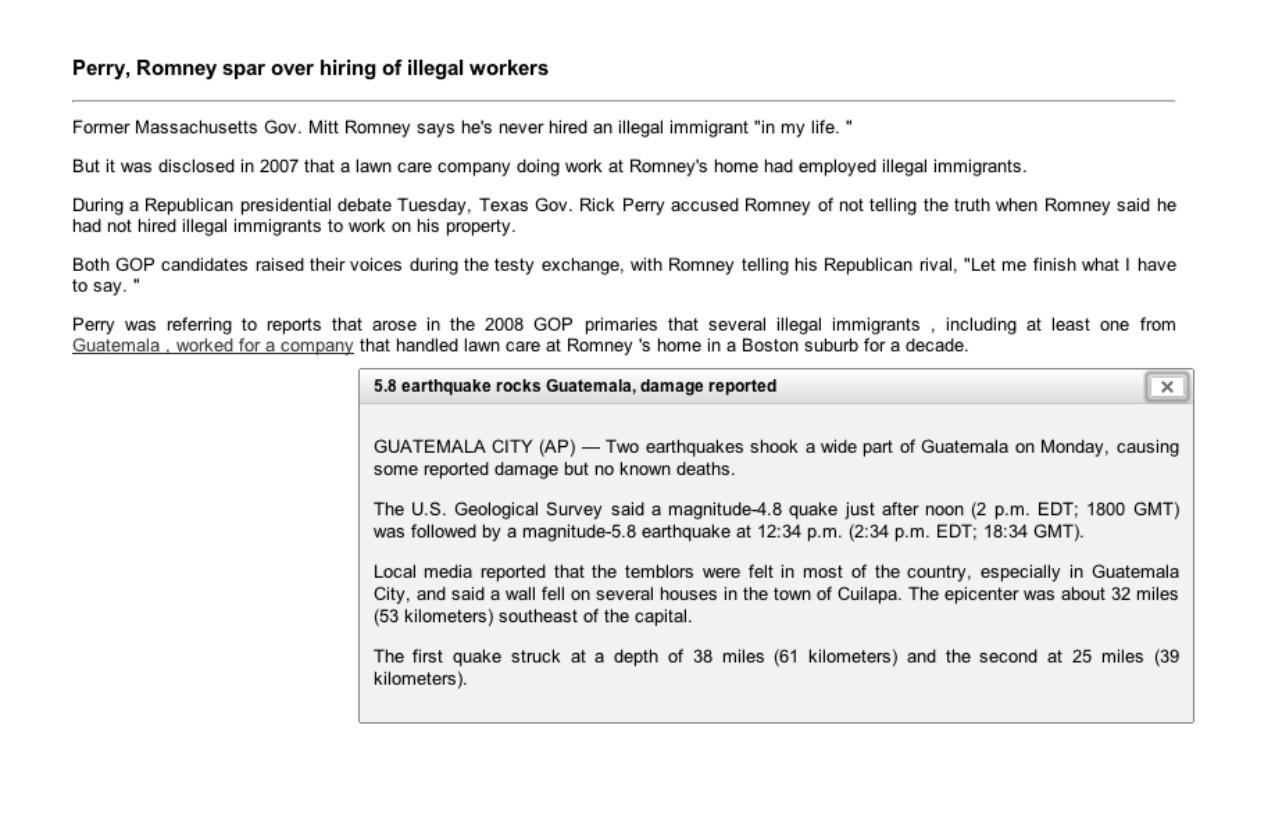 Perry, Romney spar over hiring of illegal workers
Former Massachusetts Gov. Mitt Romney says he's never hired an illegal immigrant "in my life. "
But it was disclosed in 2007 that a lawn care company doing work at Romney's home had employed illegal immigrants.
During a Republican presidential debate Tuesday, Texas Gov. Rick Perry accused Romney of not telling the truth when Romney said he
had not hired illegal immigrants to work on his property.
Both GOP candidates raised their voices during the testy exchange, with Romney telling his Republican rival, "Let me finish what I have
to say. "
Perry was referring to reports that arose in the 2008 GOP primaries that several illegal immigrants , including at least one from
Guatemala , worked for a company that handled lawn care at Romney 's home in a Boston suburb for a decade.
5.8 earthquake rocks Guatemala, damage reported
GUATEMALA CITY (AP) — Two earthquakes shook a wide part of Guatemala on Monday, causing
some reported damage but no known deaths.
The U.S. Geological Survey said a magnitude-4.8 quake just after noon (2 p.m. EDT; 1800 GMT)
was followed by a magnitude-5.8 earthquake at 12:34 p.m. (2:34 p.m. EDT; 18:34 GMT).
Local media reported that the temblors were felt in most of the country, especially in Guatemala
City, and said a wall fell on several houses in the town of Cuilapa. The epicenter was about 32 miles
(53 kilometers) southeast of the capital.
The first quake struck at a depth of 38 miles (61 kilometers) and the second at 25 miles (39
kilometers).